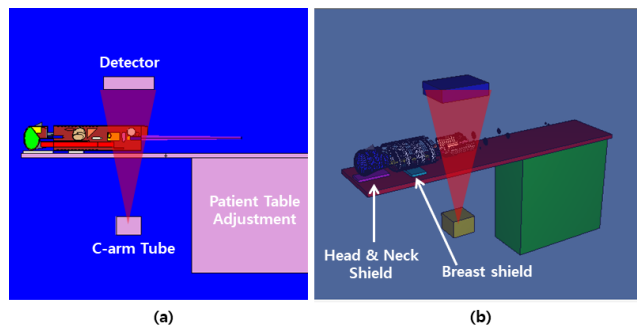 Detector
Patient Table
Adjustment
C-arm Tube
(a)
Head & Neck
Shield
Breast shield
(b)